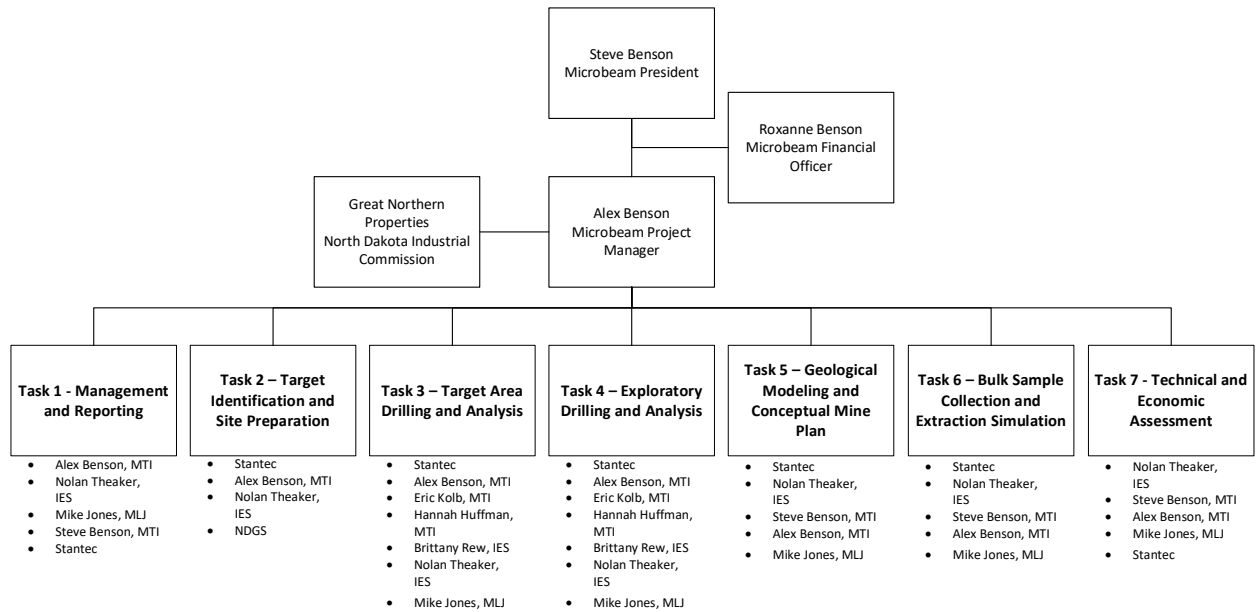 Steve Benson
Microbeam President
Roxanne Benson
Microbeam Financial
Officer
Great Northern
Properties
North Dakota Industrial
Commission
Alex Benson
Microbeam Project
Manager
Task 1 - Management
and Reporting
• Alex Benson, MTI
• Nolan Theaker,
IES
• Mike Jones, MLJ
• Steve Benson, MTI
• Stantec
Task 2 – Target
Identification and
Site Preparation
• Stantec
• Alex Benson, MTI
• Nolan Theaker,
IES
• NDGS
Task 3 – Target Area
Drilling and Analysis
• Stantec
• Alex Benson, MTI
• Eric Kolb, MTI
• Hannah Huffman,
MTI
• Brittany Rew, IES
• Nolan Theaker,
IES
• Mike Jones, MLJ
Task 4 – Exploratory
Drilling and Analysis
• Stantec
• Alex Benson, MTI
• Eric Kolb, MTI
• Hannah Huffman,
MTI
• Brittany Rew, IES
• Nolan Theaker,
IES
• Mike Jones, MLJ
Task 5 – Geological
Modeling and
Conceptual Mine
Plan
• Stantec
• Nolan Theaker,
IES
• Steve Benson, MTI
• Alex Benson, MTI
• Mike Jones, MLJ
Task 6 – Bulk Sample
Collection and
Extraction Simulation
• Stantec
• Nolan Theaker,
IES
• Steve Benson, MTI
• Alex Benson, MTI
• Mike Jones, MLJ
Task 7 - Technical and
Economic
Assessment
• Nolan Theaker,
IES
• Steve Benson, MTI
• Alex Benson, MTI
• Mike Jones, MLJ
• Stantec